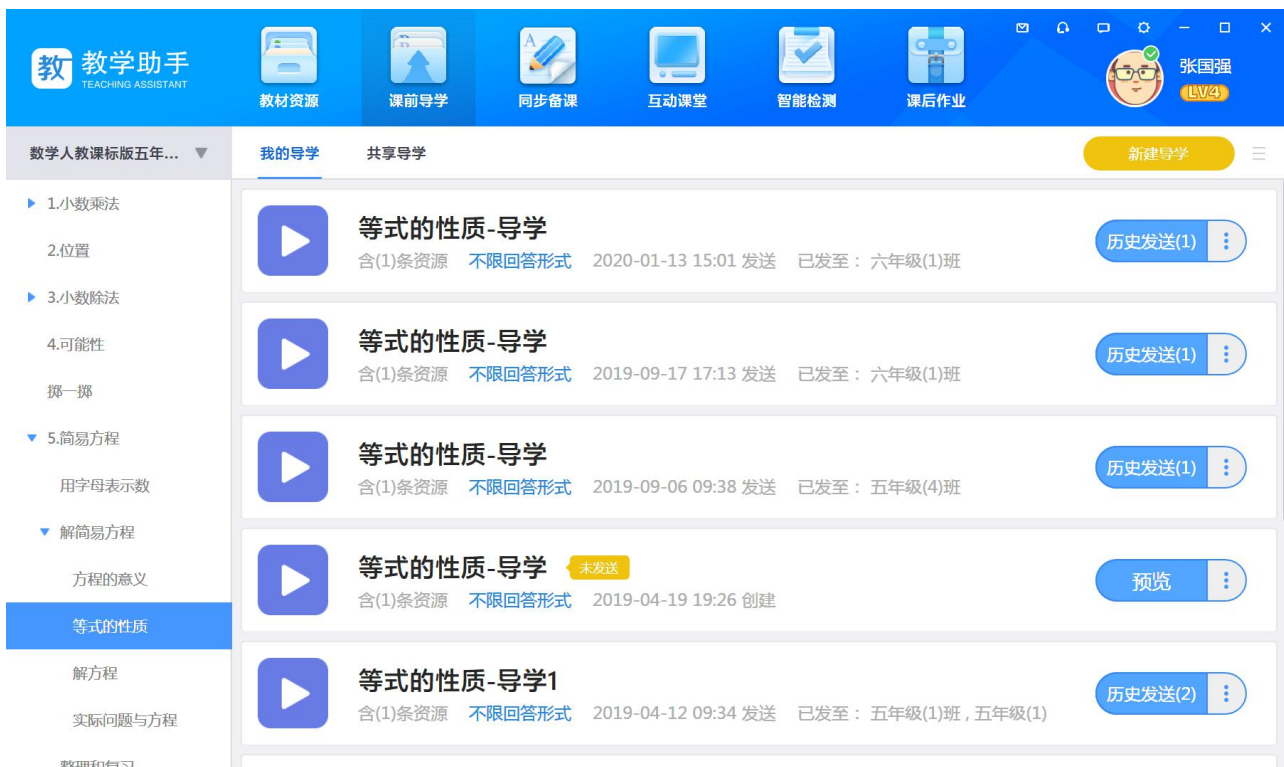 教 教学助手
TEACHING ASSISTANT
教材资源 课前导学 同步备课 互动课堂 智能检测 课后作业
张国强
LV4
数学人教课标版五年...
我的导学 共享导学 新建导学
1.小数乘法
2.位置
3.小数除法
4.可能性
掷一掷
5.简易方程
用字母表示数
解简易方程
方程的意义
等式的性质
解方程
实际问题与方程
整理和复习
等式的性质-导学
含(1)条资源 不限回答形式 2020-01-13 15:01 发送 已发至： 六年级(1)班
历史发送(1)
等式的性质-导学
含(1)条资源 不限回答形式 2019-09-17 17:13 发送 已发至： 六年级(1)班
历史发送(1)
等式的性质-导学
含(1)条资源 不限回答形式 2019-09-06 09:38 发送 已发至： 五年级(4)班
历史发送(1)
等式的性质-导学 未发送
含(1)条资源 不限回答形式 2019-04-19 19:26 创建
预览
等式的性质-导学1
含(1)条资源 不限回答形式 2019-04-12 09:34 发送 已发至： 五年级(1)班 , 五年级(1)
历史发送(2)